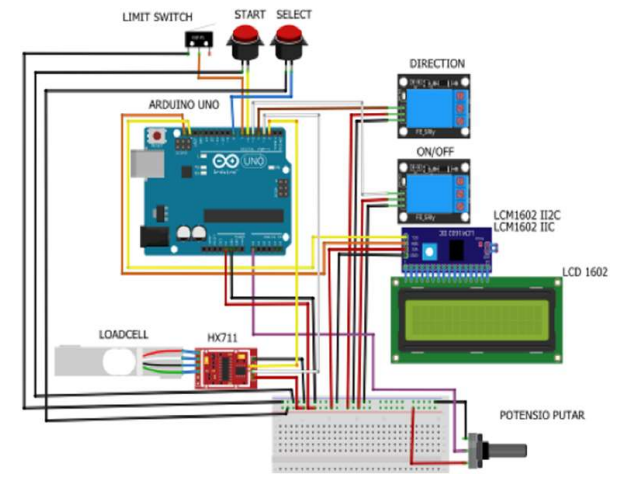 LIMIT SWITCH
START
SELECT
DIRECTION
ARDUINO UNO
UNO
ON/OFF
LCM1602 II2C
LCM1602 IIC
LCD 1602
LOADCELL
HX711
POTENSIO PUTAR